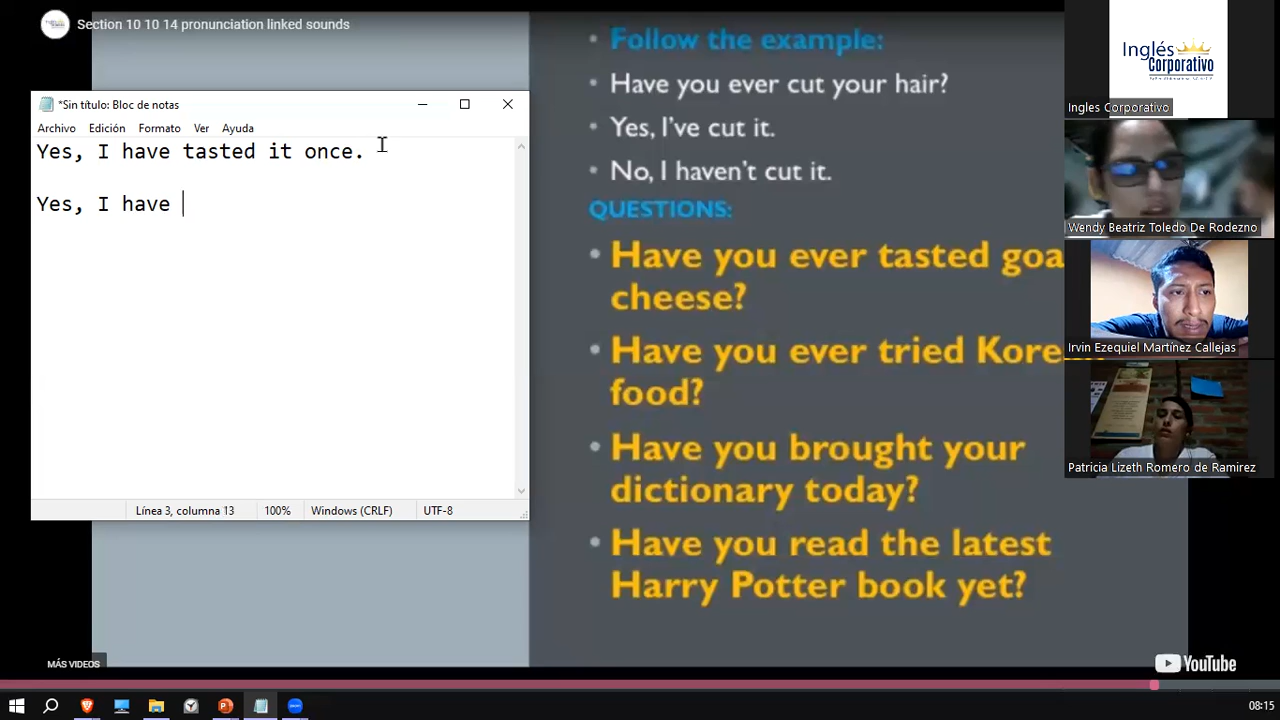 Section 10 10 14 pronunciation linked sounds
*Sin título: Bloc de notas
Archivo Edición Formato Ver Ayuda
Yes, I have tasted it once.
Yes, I have
Línea 3, columna 13 100% Windows (CRLF) UTF-8
• Follow the example:
• Have you ever cut your hair?
• Yes, I've cut it.
• No, I haven't cut it.
QUESTIONS:
• Have you ever tasted goa
cheese?
• Have you ever tried Kore
food?
• Have you brought your
dictionary today?
• Have you read the latest
Harry Potter book yet?
Inglés
Corporativo
Ingles Corporativo
Wendy Beatriz Toledo De Rodezno
Irvin Ezequiel Martínez Callejas
Patricia Lizeth Romero de Ramirez
MÁS VIDEOS
YouTube
08:15